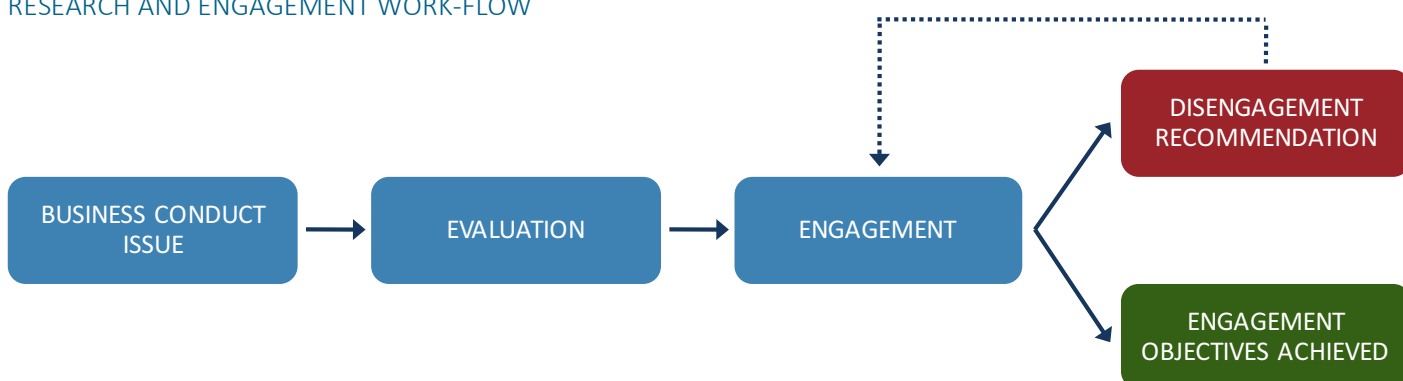 RESEARCH AND ENGAGEMENT WORK-FLOW
DISENGAGEMENT
RECOMMENDATION
BUSINESS CONDUCT
ISSUE
EVALUATION
ENGAGEMENT
ENGAGEMENT
OBJECTIVES ACHIEVED